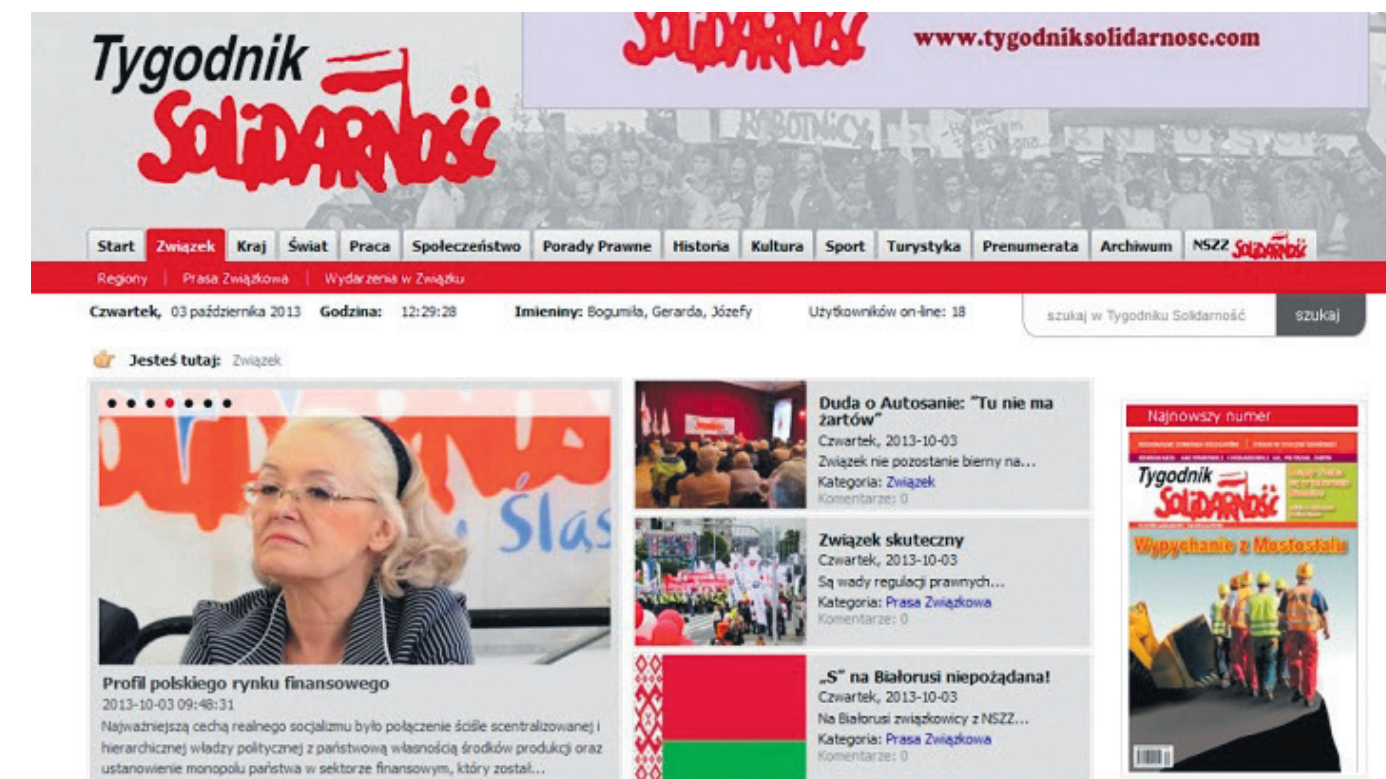 Tygodnik
SOLIDARNOŚĆ
SOLIDARNOŚĆ
www.tygodniksolidarnosc.com
ROBOTNICY
Start
Związek
Kraj
Świat
Praca
Społeczeństwo
Porady Prawne
Historia
Kultura
Sport
Turystyka
Prenumerata
Archiwum
NSZZ SOLIDARNOŚĆ
Regiony | Prasa Związkowa | Wydarzenia w Związku
Czwartek, 03 października 2013 Godzina: 12:29:28 Imieniny: Bogumiła, Gerarda, Józefy Użytkowników on-line: 18
szukaj w Tygodniku Solidarność
szukaj
Jesteś tutaj: Związek
Śląs
Profil polskiego rynku finansowego
2013-10-03 09:48:31
Najważniejszą cechą realnego socjalizmu było połączenie ściśle scentralizowanej i
hierarchicznej władzy politycznej z państwową własnością środków produkcji oraz
ustanowienie monopolu państwa w sektorze finansowym, który został...
Duda o Autosanie: "Tu nie ma
żartów"
Czwartek, 2013-10-03
Związek nie pozostanie bierny na...
Kategoria: Związek
Komentarze: 0
Związek skuteczny
Czwartek, 2013-10-03
Są wady regulacji prawnych...
Kategoria: Prasa Związkowa
Komentarze: 0
„S" na Białorusi niepożądana!
Czwartek, 2013-10-03
Na Białorusi związkowicy z NSZZ...
Kategoria: Prasa Związkowa
Komentarze: 0
Najnowszy numer
Tygodnik
SOLIDARNOŚĆ
Wypychanie z Mostostalu